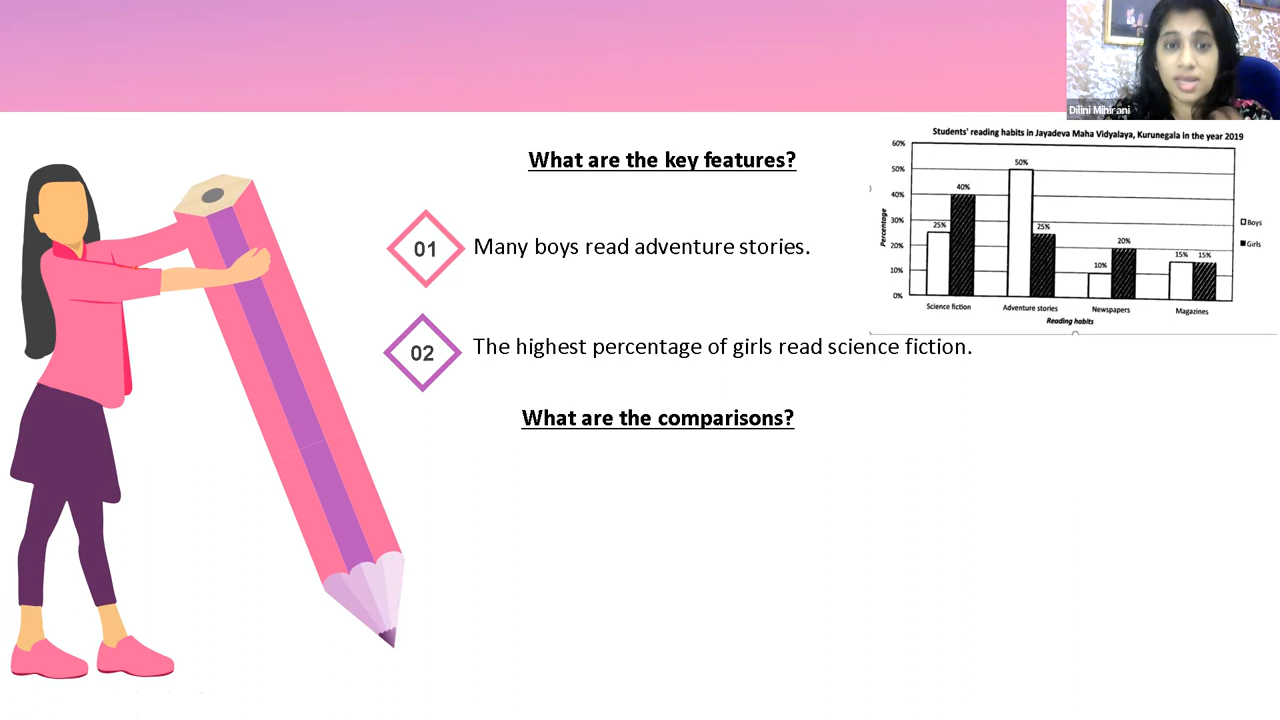 Dilini Mihirani
Students' reading habits in Jayadeva Maha Vidyalaya, Kurunegala in the year 2019
What are the key features?
01
Many boys read adventure stories.
02
The highest percentage of girls read science fiction.
What are the comparisons?
60%
50%
40%
30%
20%
10%
0%
Percentage
25%
40%
50%
25%
10%
20%
15%
15%
Boys
Girls
Science fiction
Adventure stories
Newspapers
Magazines
Reading habits